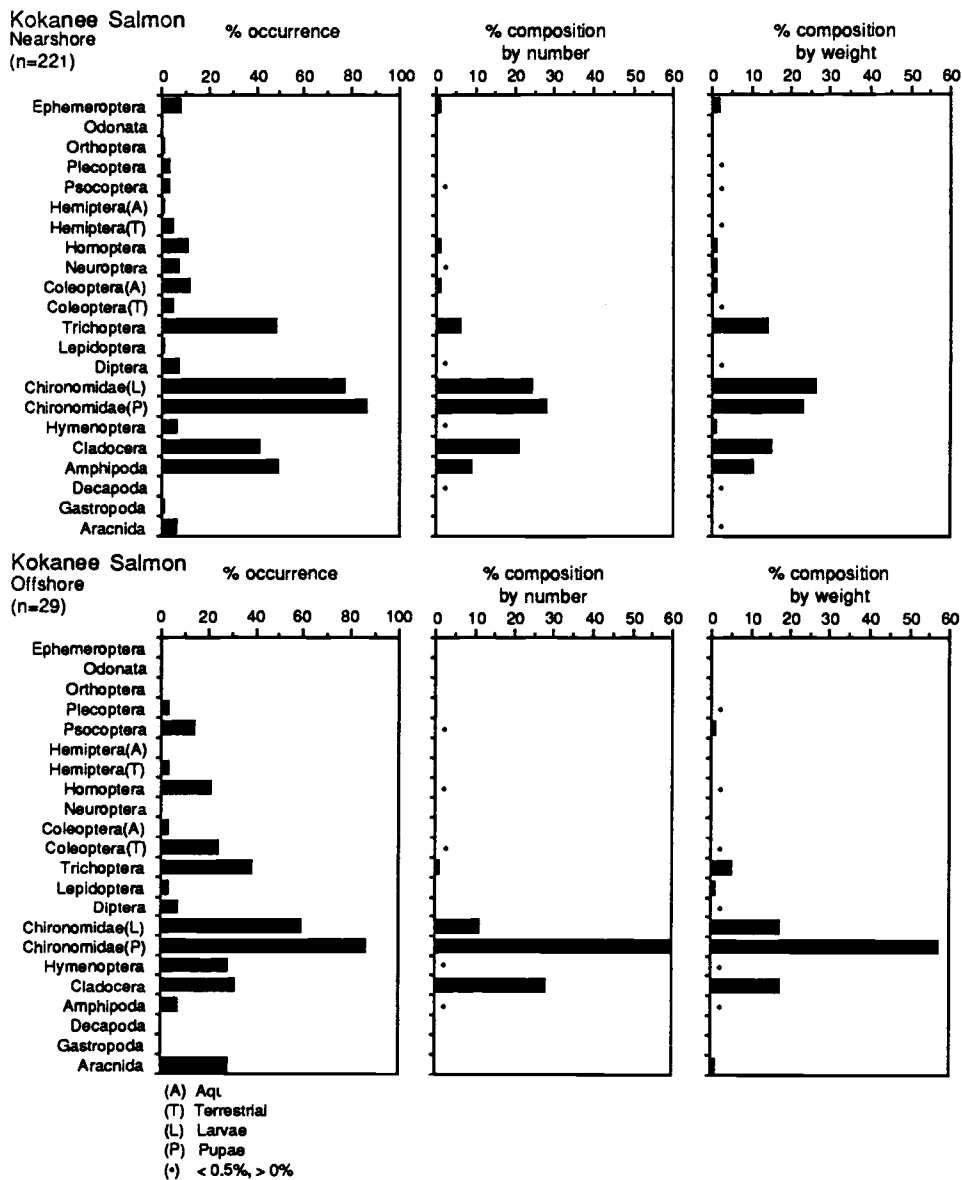 Kokanee Salmon
Nearshore
(n=221)
% occurrence
% composition
by number
% composition
by weight
0 20 40 60 80 100
0 10 20 30 40 50 60
0 10 20 30 40 50 60
Ephemeroptera
Odonata
Orthoptera
Plecoptera
Psocoptera
Hemiptera(A)
Hemiptera(T)
Homoptera
Neuroptera
Coleoptera(A)
Coleoptera(T)
Trichoptera
Lepidoptera
Diptera
Chironomidae(L)
Chironomidae(P)
Hymenoptera
Cladocera
Amphipoda
Decapoda
Gastropoda
Aracnida
Kokanee Salmon
Offshore
(n=29)
% occurrence
% composition
by number
% composition
by weight
0 20 40 60 80 100
0 10 20 30 40 50 60
0 10 20 30 40 50 60
Ephemeroptera
Odonata
Orthoptera
Plecoptera
Psocoptera
Hemiptera(A)
Hemiptera(T)
Homoptera
Neuroptera
Coleoptera(A)
Coleoptera(T)
Trichoptera
Lepidoptera
Diptera
Chironomidae(L)
Chironomidae(P)
Hymenoptera
Cladocera
Amphipoda
Decapoda
Gastropoda
Aracnida
(A)
(T) Terrestrial
(L) Larvae
(P) Pupae
(•) < 0.5%, > 0%